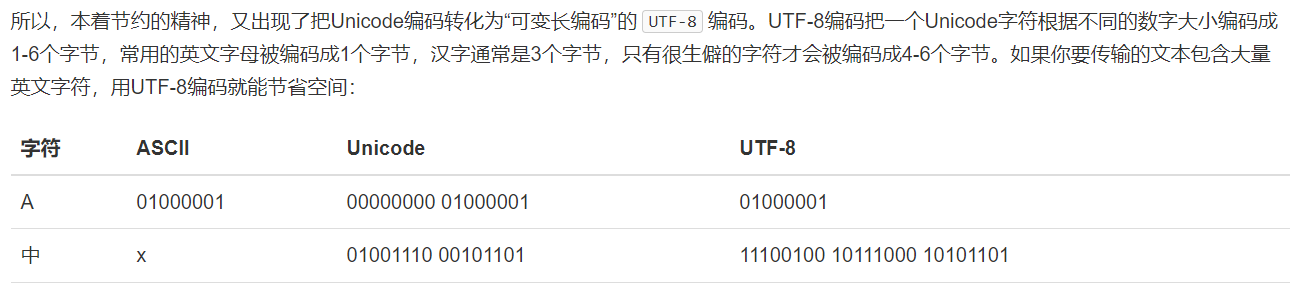 所以，本着节约的精神，又出现了把Unicode编码转化为“可变长编码”的 UTF-8 编码。UTF-8编码把一个Unicode字符根据不同的数字大小编码成
1-6个字节，常用的英文字母被编码成1个字节，汉字通常是3个字节，只有很生僻的字符才会被编码成4-6个字节。如果你要传输的文本包含大量
英文字符，用UTF-8编码就能节省空间：
字符 ASCII Unicode UTF-8
A 01000001 00000000 01000001 01000001
中 x 01001110 00101101 11100100 10111000 10101101